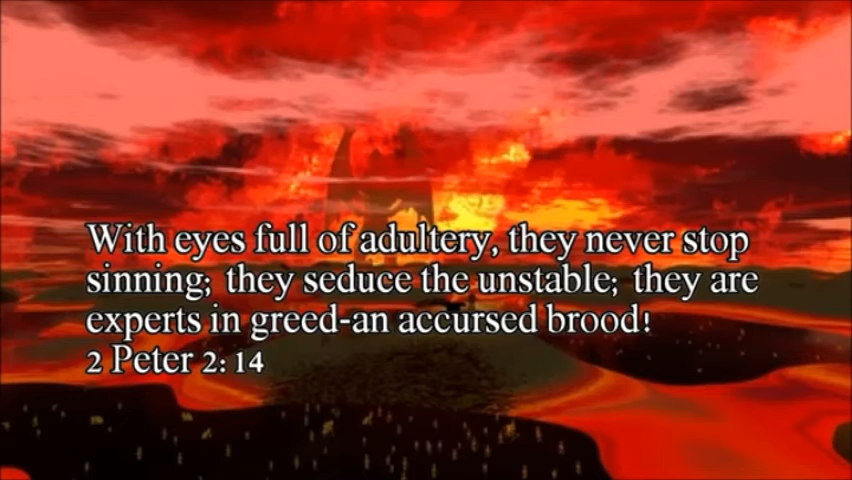 With eyes full of adultery, they never stop
sinning; they seduce the unstable; they are
experts in greed-an accursed brood!
2 Peter 2:14